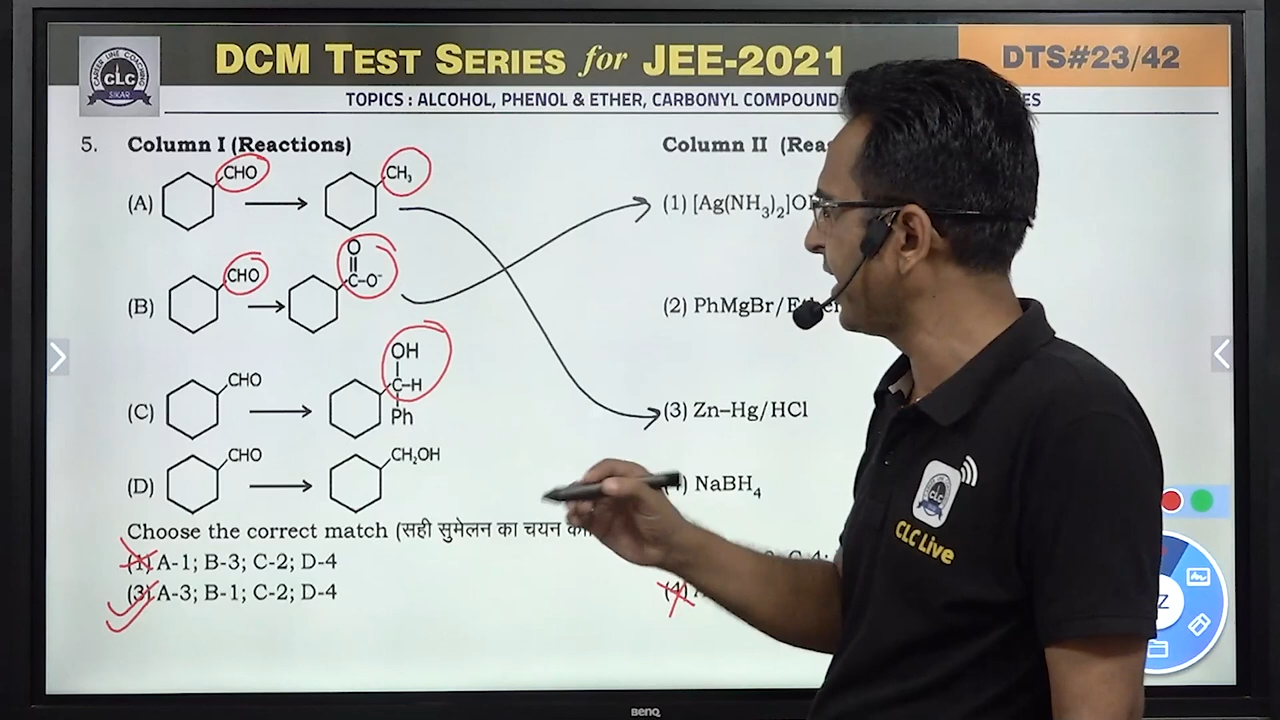 DCM TEST SERIES for JEE-2021
DTS#23/42
CAREER LINE COACHING
CLC
SIKAR
TOPICS : ALCOHOL, PHENOL & ETHER, CARBONYL
5. Column I (Reactions)
Column II
(A) CHO CH₃
(1) [Ag(NH₃)₂]
(B) CHO O C–O⁻
(2) PhMgBr/
(C) CHO OH C–H Ph
(3) Zn–Hg/HCl
(D) CHO CH₂OH
NaBH₄
Choose the correct match (सही सुमेलन का चयन
(1) A-1; B-3; C-2; D-4
(3) A-3; B-1; C-2; D-4
(4)
CLC
CLC Live
Z
BenQ